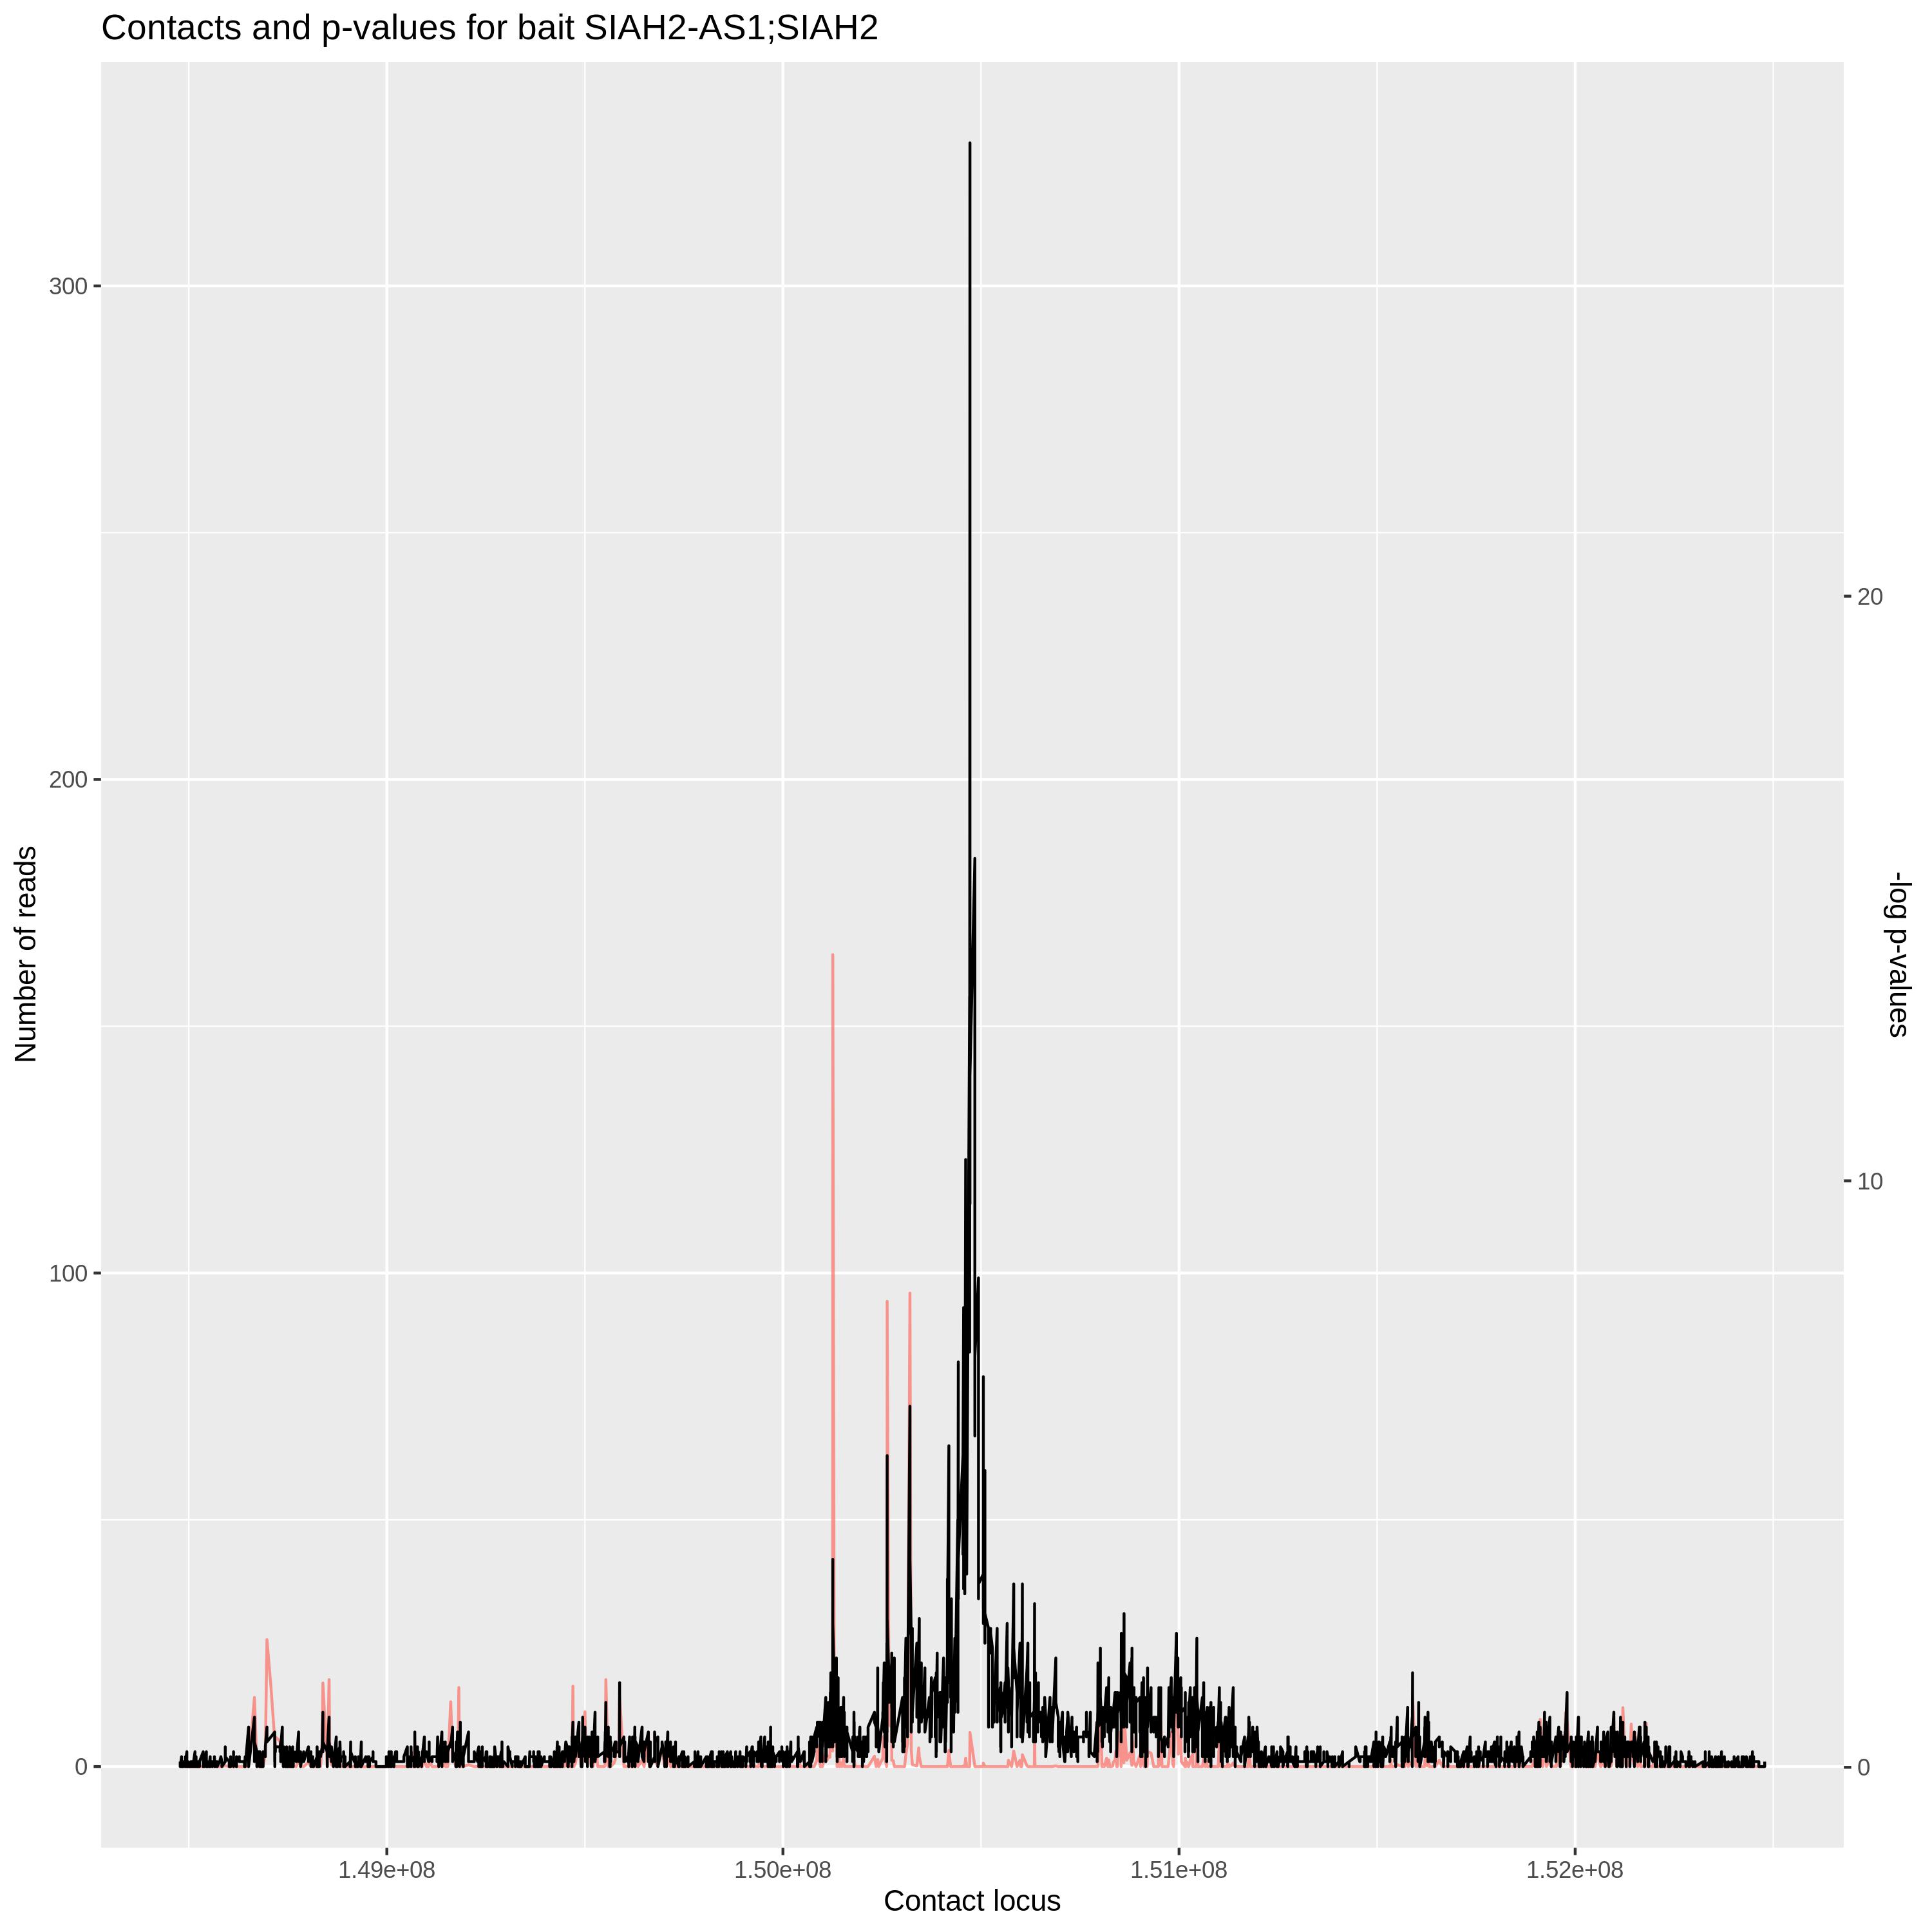 Contacts and p-values for bait SIAH2-AS1;SIAH2
300
200
100
0
Number of reads
20
10
0
-log p-values
1.49e+08
1.50e+08
1.51e+08
1.52e+08
Contact locus